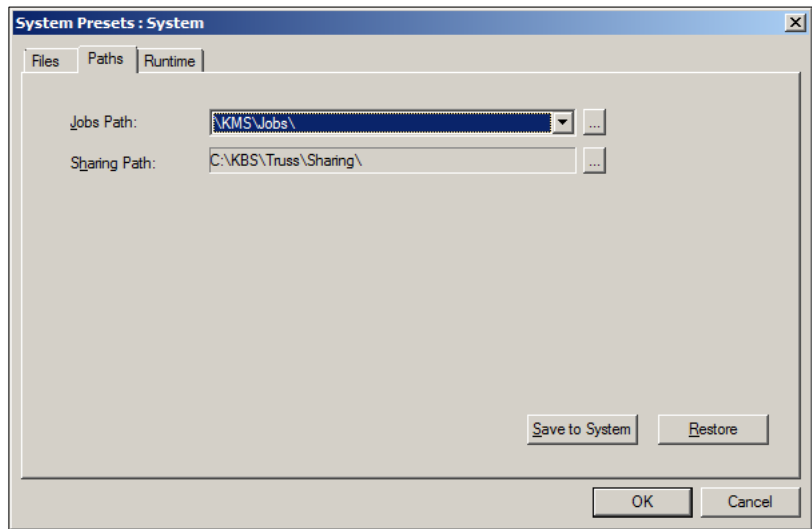 System Presets : System
Files Paths Runtime
Jobs Path: \KMS\Jobs\ ...
Sharing Path: C:\KBS\Truss\Sharing\ ...
Save to System Restore
OK Cancel